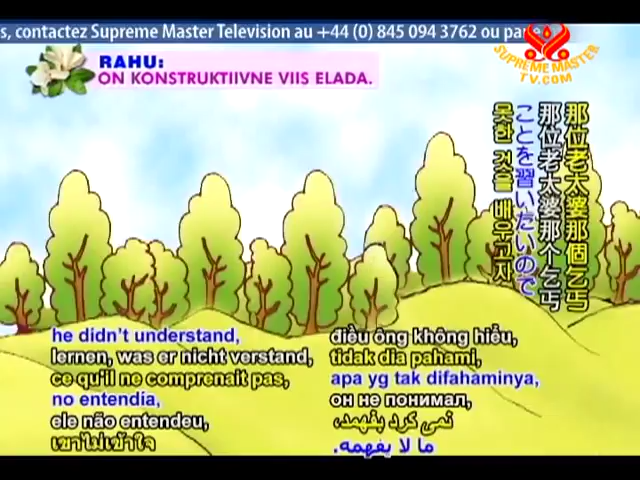 s, contactez Supreme Master Television au +44 (0) 845 094 3762 ou par
SUPREME MASTER
TV.COM
RAHU:
ON KONSTRUKTIIVNE VIIS ELADA.
那位老太婆那個乞丐
那位老太婆那个乞丐
ことを習いたいので
못한 것을 배우고자
he didn't understand,
lernen, was er nicht verstand,
ce qu'il ne comprenait pas,
no entendía,
ele não entendeu,
เขาไม่เข้าใจ
điều ông không hiểu,
tidak dia pahami,
apa yg tak difahaminya,
он не понимал,
نمی کرد بفهمد،
ما لا يفهمه.